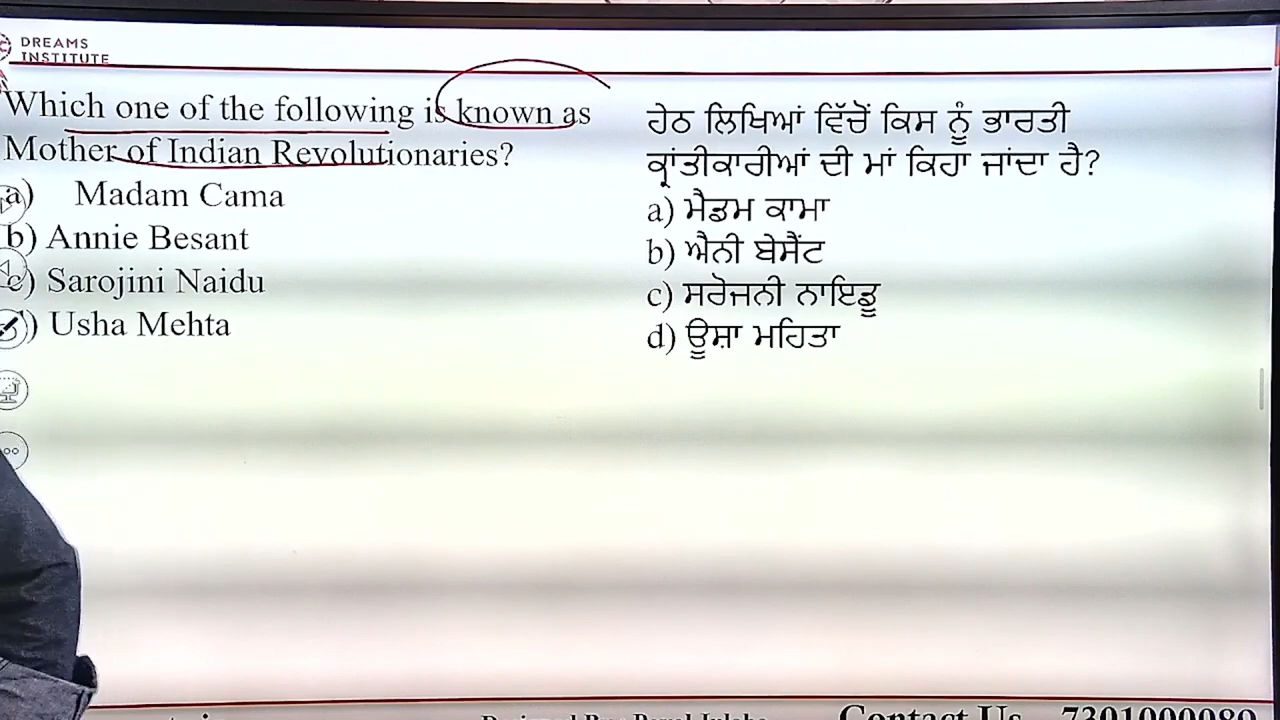 DREAMS
INSTITUTE
Which one of the following is known as
Mother of Indian Revolutionaries?
a) Madam Cama
b) Annie Besant
c) Sarojini Naidu
) Usha Mehta
ਹੇਠ ਲਿਖਿਆਂ ਵਿੱਚੋਂ ਕਿਸ ਨੂੰ ਭਾਰਤੀ
ਕ੍ਰਾਂਤੀਕਾਰੀਆਂ ਦੀ ਮਾਂ ਕਿਹਾ ਜਾਂਦਾ ਹੈ?
a) ਮੈਡਮ ਕਾਮਾ
b) ਐਨੀ ਬੇਸੈਂਟ
c) ਸਰੋਜਨੀ ਨਾਇਡੂ
d) ਊਸ਼ਾ ਮਹਿਤਾ
Contact Us 7301000080